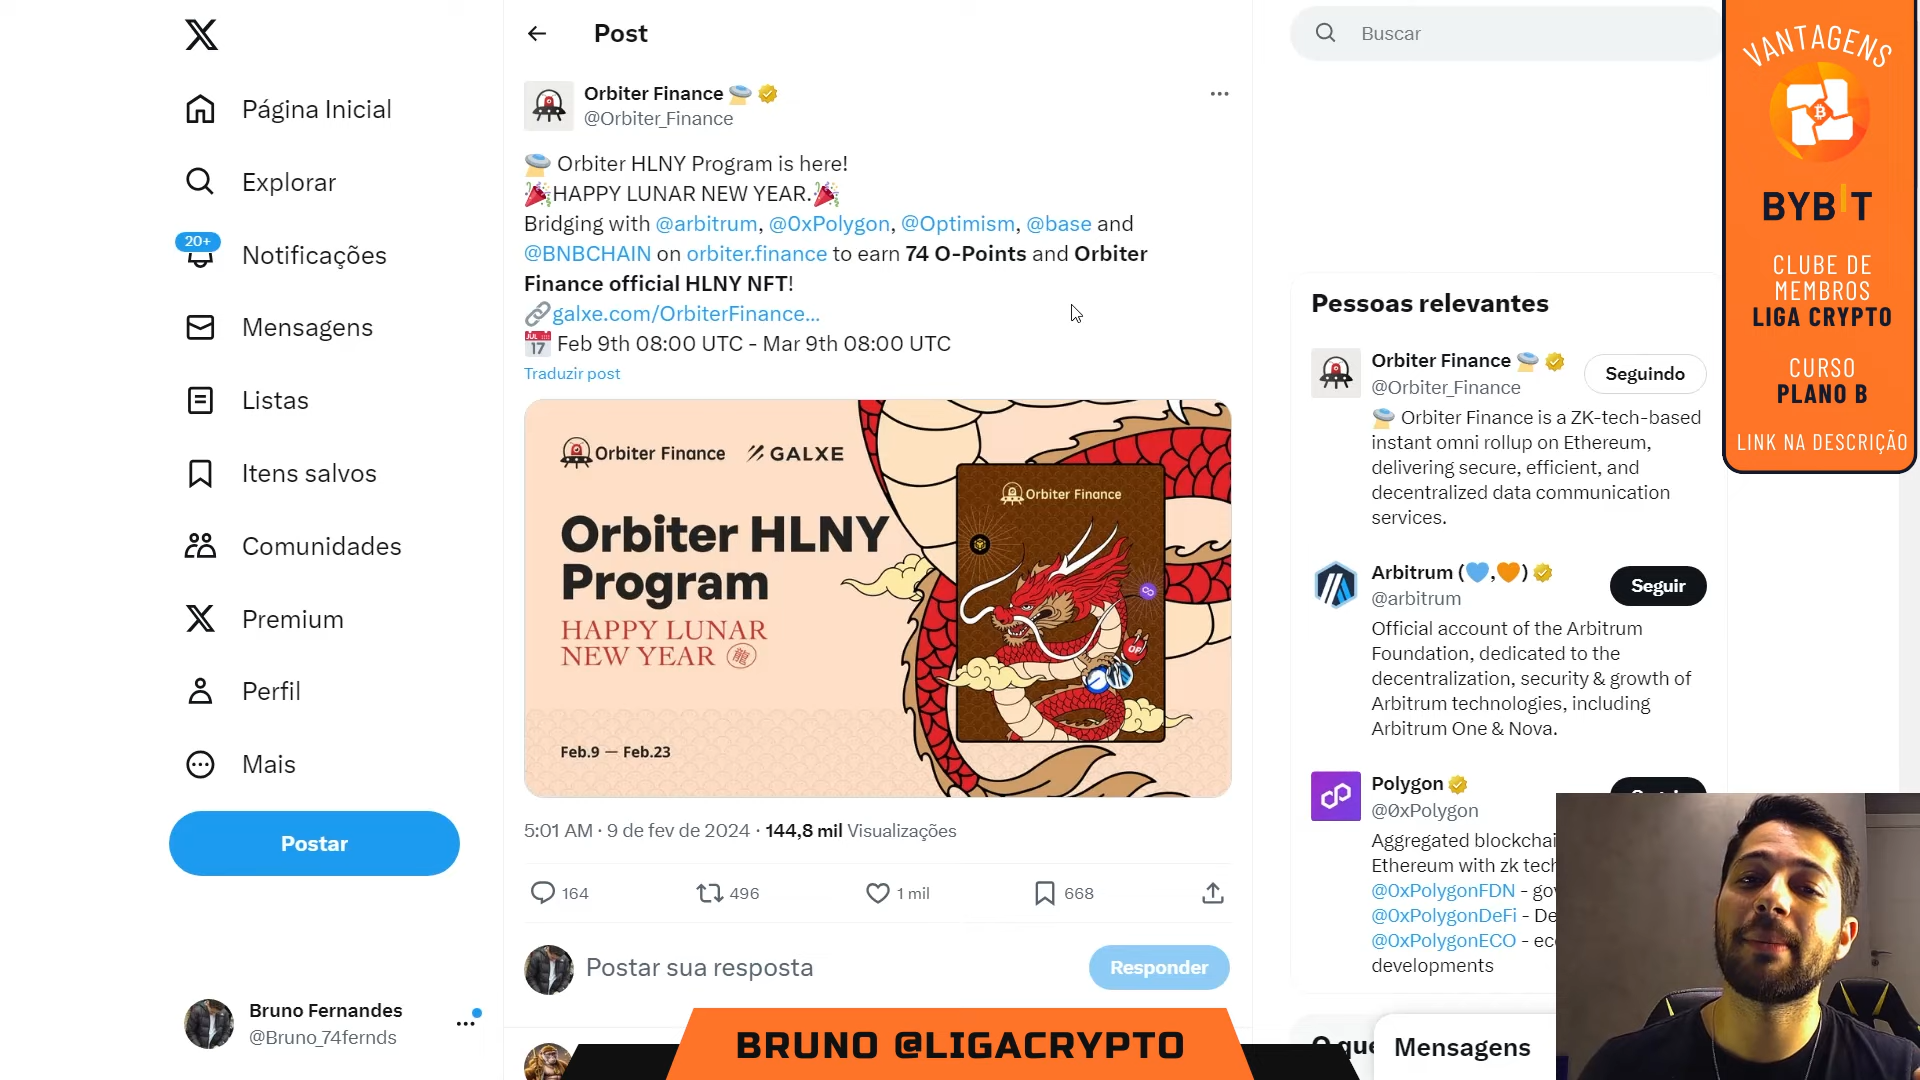 Página Inicial
Explorar
20+
Notificações
Mensagens
Listas
Itens salvos
Comunidades
Premium
Perfil
Mais
Postar
Bruno Fernandes
@Bruno_74fernds
Post
Orbiter Finance
@Orbiter_Finance
Orbiter HLNY Program is here!
HAPPY LUNAR NEW YEAR.
Bridging with @arbitrum, @0xPolygon, @Optimism, @base and
@BNBCHAIN on orbiter.finance to earn 74 O-Points and Orbiter
Finance official HLNY NFT!
galxe.com/OrbiterFinance...
JUL 17 Feb 9th 08:00 UTC - Mar 9th 08:00 UTC
Traduzir post
Orbiter Finance GALXE
Orbiter HLNY
Program
HAPPY LUNAR
NEW YEAR 龍
Feb.9 — Feb.23
Orbiter Finance
OP
5:01 AM · 9 de fev de 2024 · 144,8 mil Visualizações
164 496 1 mil 668
Postar sua resposta
Responder
Buscar
Pessoas relevantes
Orbiter Finance
@Orbiter_Finance
Seguindo
Orbiter Finance is a ZK-tech-based
instant omni rollup on Ethereum,
delivering secure, efficient, and
decentralized data communication
services.
Arbitrum (💙,🧡)
@arbitrum
Seguir
Official account of the Arbitrum
Foundation, dedicated to the
decentralization, security & growth of
Arbitrum technologies, including
Arbitrum One & Nova.
Polygon
@0xPolygon
Aggregated blockchai
Ethereum with zk tech
@0xPolygonFDN - go
@0xPolygonDeFi - De
@0xPolygonECO - ec
developments
O que
Mensagens
VANTAGENS
BYBIT
CLUBE DE
MEMBROS
LIGA CRYPTO
CURSO
PLANO B
LINK NA DESCRIÇÃO
BRUNO @LIGACRYPTO